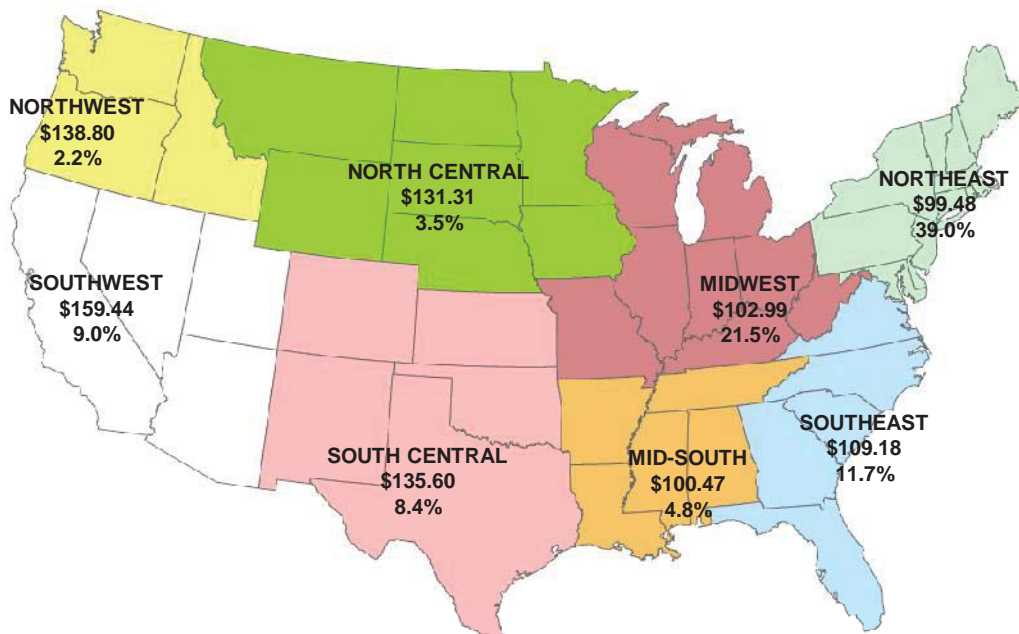 NORTHWEST
$138.80
2.2%
NORTH CENTRAL
$131.31
3.5%
NORTHEAST
$99.48
39.0%
SOUTHWEST
$159.44
9.0%
MIDWEST
$102.99
21.5%
SOUTH CENTRAL
$135.60
8.4%
MID-SOUTH
$100.47
4.8%
SOUTHEAST
$109.18
11.7%